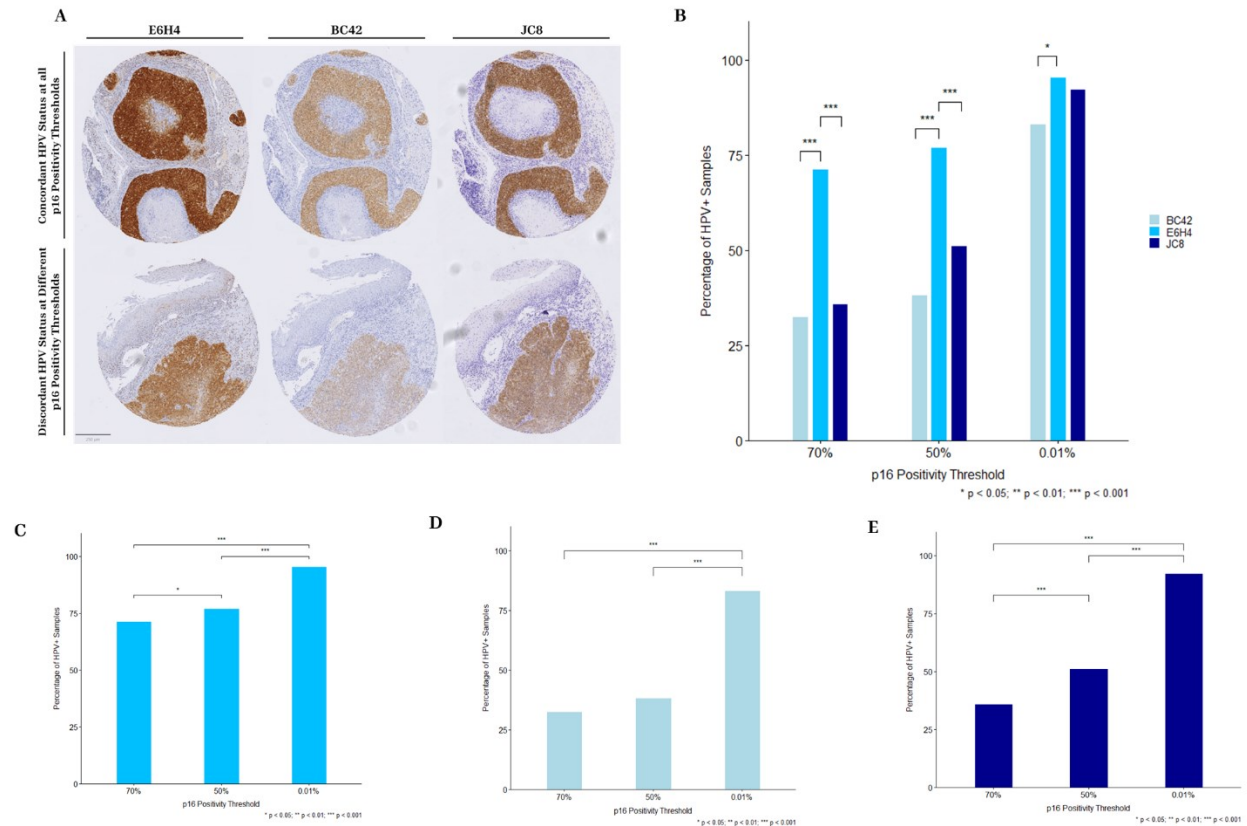 A
E6H4
BC42
JC8
Concordant HPV Status at all
p16 Positivity Thresholds
Discordant HPV Status at Different
p16 Positivity Thresholds
B
Percentage of HPV+ Samples
100
75
50
25
0
***
***
***
***
*
70%
50%
0.01%
p16 Positivity Threshold
* p < 0.05; ** p < 0.01; *** p < 0.001
BC42
E6H4
JC8
C
Percentage of HPV+ Samples
100
75
50
25
0
***
***
*
70%
50%
0.01%
p16 Positivity Threshold
* p < 0.05; ** p < 0.01; *** p < 0.001
D
Percentage of HPV+ Samples
100
75
50
25
0
***
***
70%
50%
0.01%
p16 Positivity Threshold
* p < 0.05; ** p < 0.01; *** p < 0.001
E
Percentage of HPV+ Samples
100
75
50
25
0
***
***
***
70%
50%
0.01%
p16 Positivity Threshold
* p < 0.05; ** p < 0.01; *** p < 0.001